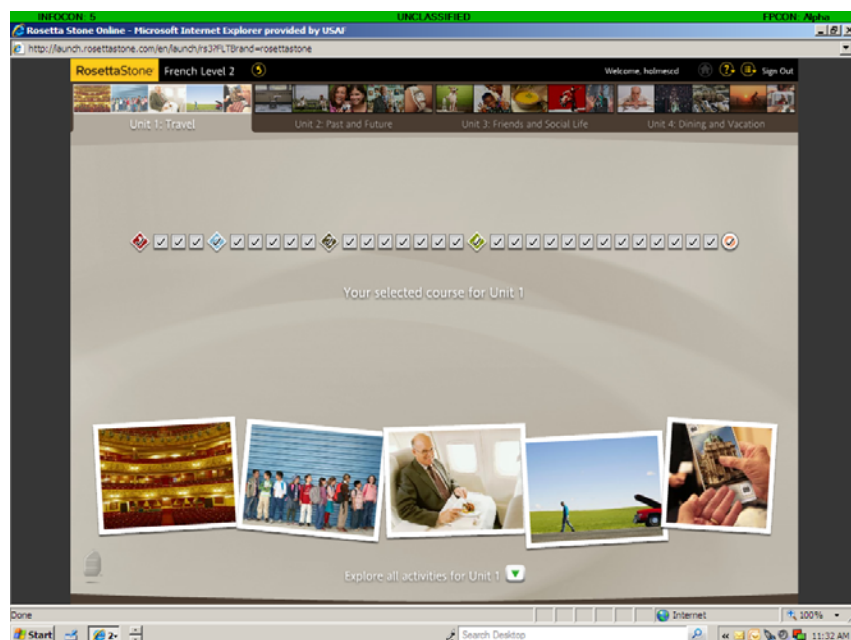 INFOCON: 5 UNCLASSIFIED FPCON: Alpha
Rosetta Stone Online - Microsoft Internet Explorer provided by USAF
http://launch.rosettastone.com/en/launch/rs3?FLTBrand=rosettastone
RosettaStone French Level 2 Welcome, holmescd Sign Out
Unit 1: Travel Unit 2: Past and Future Unit 3: Friends and Social Life Unit 4: Dining and Vacation
Your selected course for Unit 1
Explore all activities for Unit 1
Done Internet 100%
Start 2 Search Desktop 11:32 AM